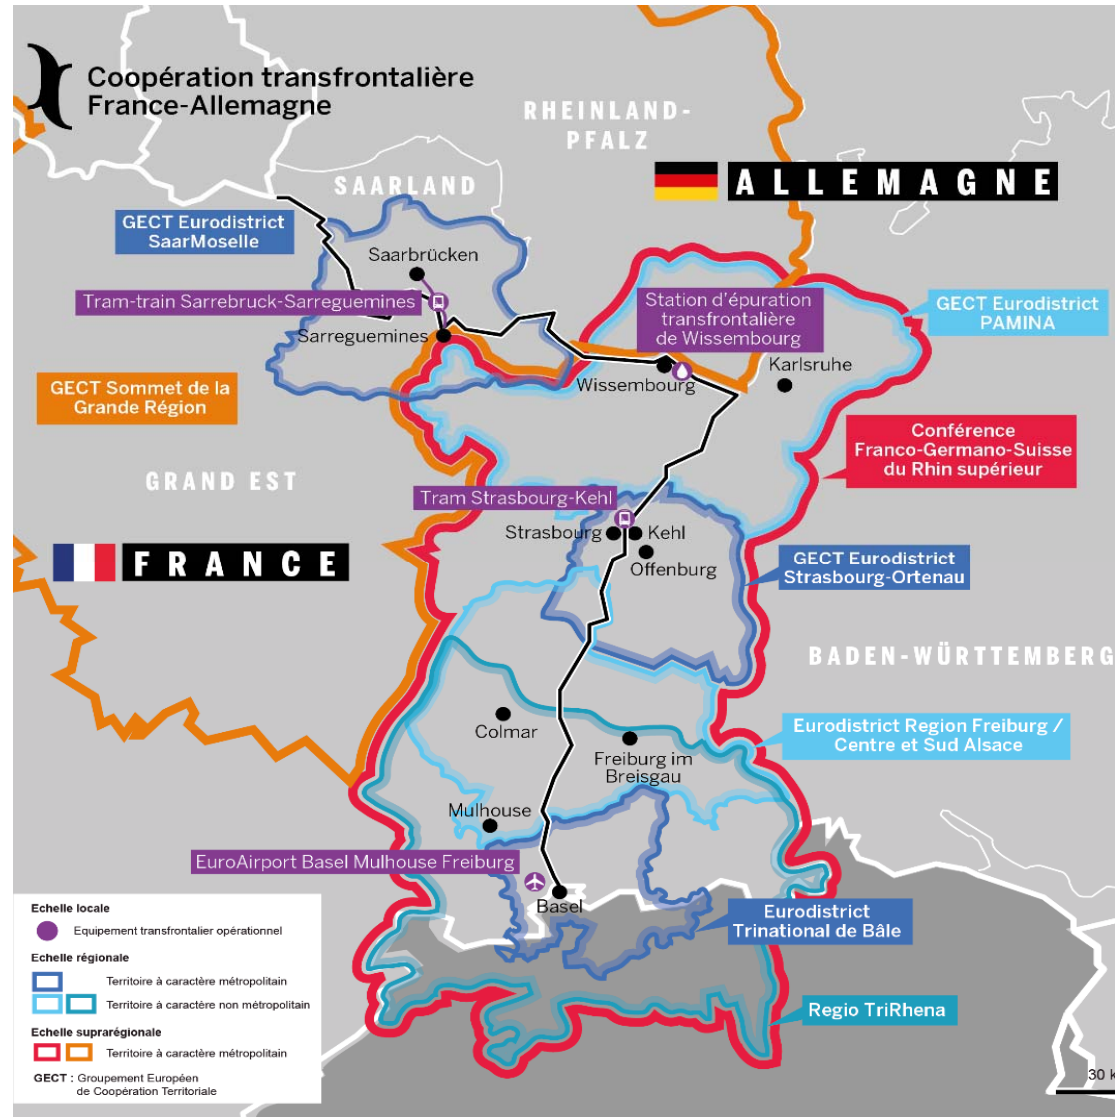 Coopération transfrontalière
France-Allemagne
RHEINLAND-
PFALZ
ALLEMAGNE
SAARLAND
GECT Eurodistrict
SaarMoselle
Saarbrücken
Tram-train Sarrebruck-Sarreguemines
Sarreguemines
Station d'épuration
transfrontalière
de Wissembourg
GECT Eurodistrict
PAMINA
Wissembourg
Karlsruhe
GECT Sommet de la
Grande Région
Conférence
Franco-Germano-Suisse
du Rhin supérieur
GRAND EST
Tram Strasbourg-Kehl
Strasbourg
Kehl
Offenburg
FRANCE
GECT Eurodistrict
Strasbourg-Ortenau
BADEN-WÜRTTEMBERG
Colmar
Freiburg im
Breisgau
Eurodistrict Region Freiburg /
Centre et Sud Alsace
Mulhouse
EuroAirport Basel Mulhouse Freiburg
Basel
Eurodistrict
Trinational de Bâle
Regio TriRhena
Echelle locale
Equipement transfrontalier opérationnel
Echelle régionale
Territoire à caractère métropolitain
Territoire à caractère non métropolitain
Echelle suprarégionale
Territoire à caractère métropolitain
GECT : Groupement Européen
de Coopération Territoriale
30 k